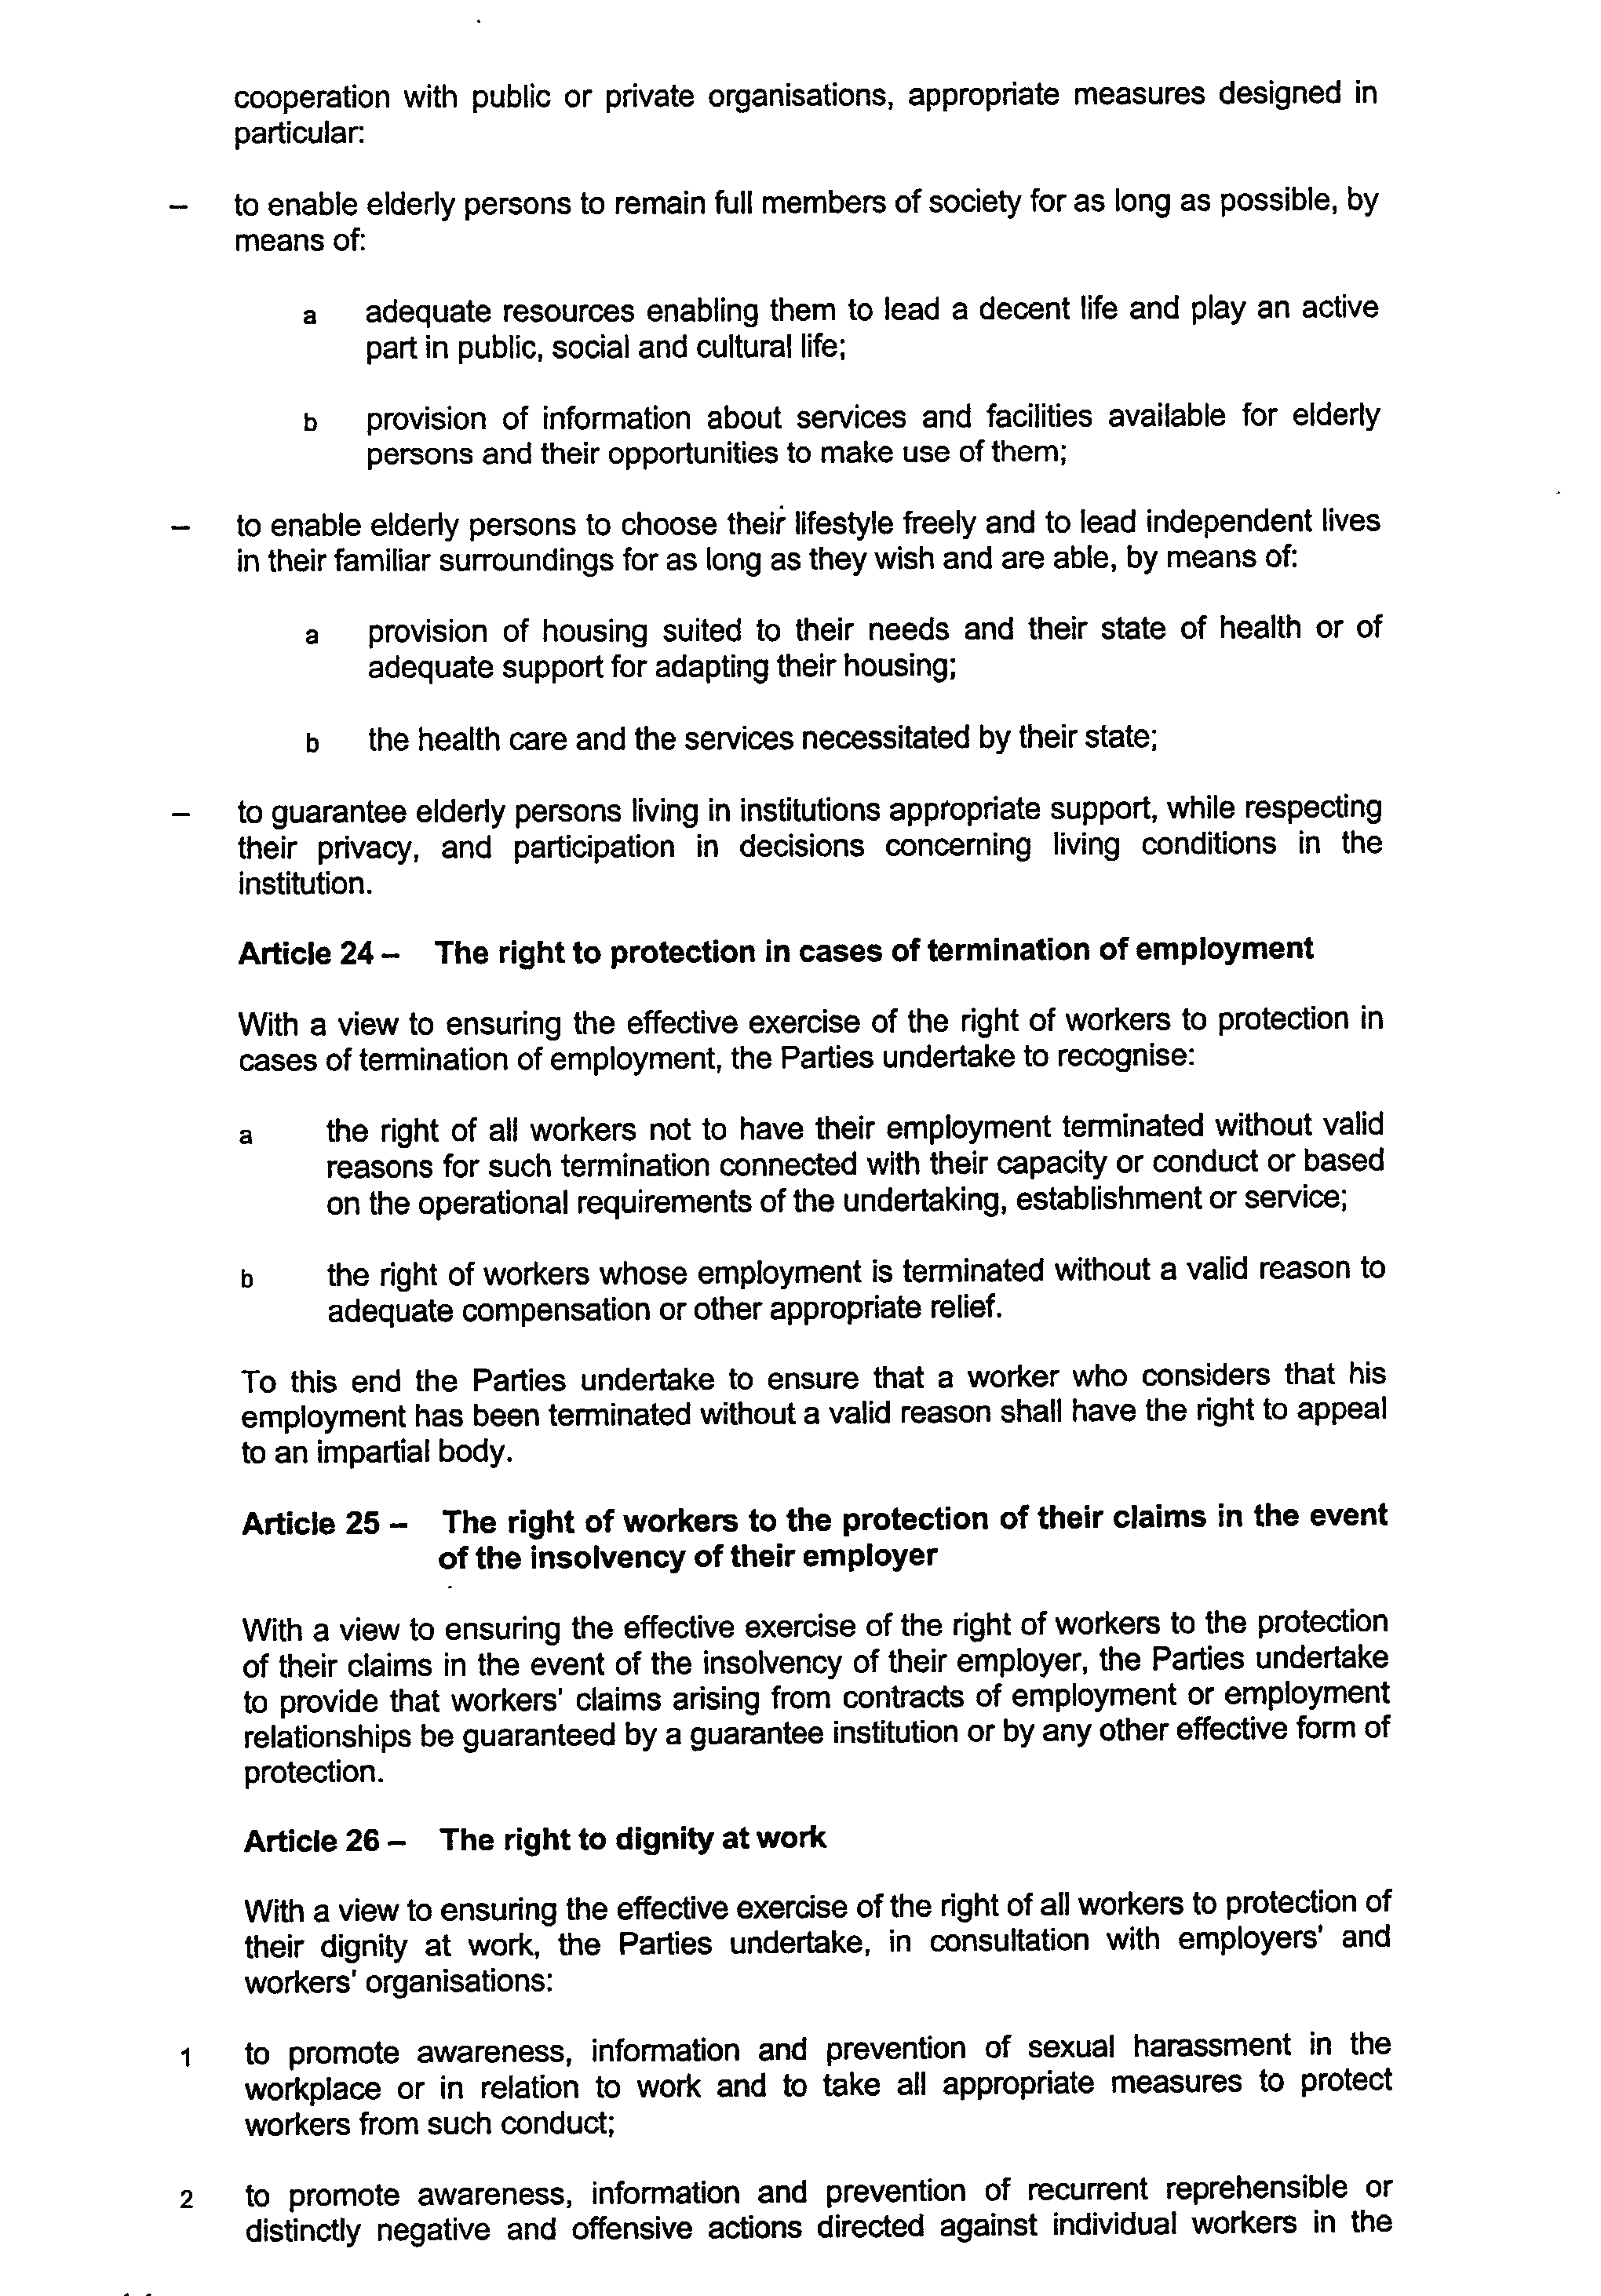 cooperation with public or private organisations, appropriate measures designed in
particular:
– to enable elderly persons to remain full members of society for as long as possible, by
means of:
a adequate resources enabling them to lead a decent life and play an active
part in public, social and cultural life;
b provision of information about services and facilities available for elderly
persons and their opportunities to make use of them;
– to enable elderly persons to choose their lifestyle freely and to lead independent lives
in their familiar surroundings for as long as they wish and are able, by means of:
a provision of housing suited to their needs and their state of health or of
adequate support for adapting their housing;
b the health care and the services necessitated by their state;
– to guarantee elderly persons living in institutions appropriate support, while respecting
their privacy, and participation in decisions concerning living conditions in the
institution.
Article 24 – The right to protection in cases of termination of employment
With a view to ensuring the effective exercise of the right of workers to protection in
cases of termination of employment, the Parties undertake to recognise:
a the right of all workers not to have their employment terminated without valid
reasons for such termination connected with their capacity or conduct or based
on the operational requirements of the undertaking, establishment or service;
b the right of workers whose employment is terminated without a valid reason to
adequate compensation or other appropriate relief.
To this end the Parties undertake to ensure that a worker who considers that his
employment has been terminated without a valid reason shall have the right to appeal
to an impartial body.
Article 25 – The right of workers to the protection of their claims in the event
of the insolvency of their employer
With a view to ensuring the effective exercise of the right of workers to the protection
of their claims in the event of the insolvency of their employer, the Parties undertake
to provide that workers' claims arising from contracts of employment or employment
relationships be guaranteed by a guarantee institution or by any other effective form of
protection.
Article 26 – The right to dignity at work
With a view to ensuring the effective exercise of the right of all workers to protection of
their dignity at work, the Parties undertake, in consultation with employers' and
workers' organisations:
1 to promote awareness, information and prevention of sexual harassment in the
workplace or in relation to work and to take all appropriate measures to protect
workers from such conduct;
2 to promote awareness, information and prevention of recurrent reprehensible or
distinctly negative and offensive actions directed against individual workers in the